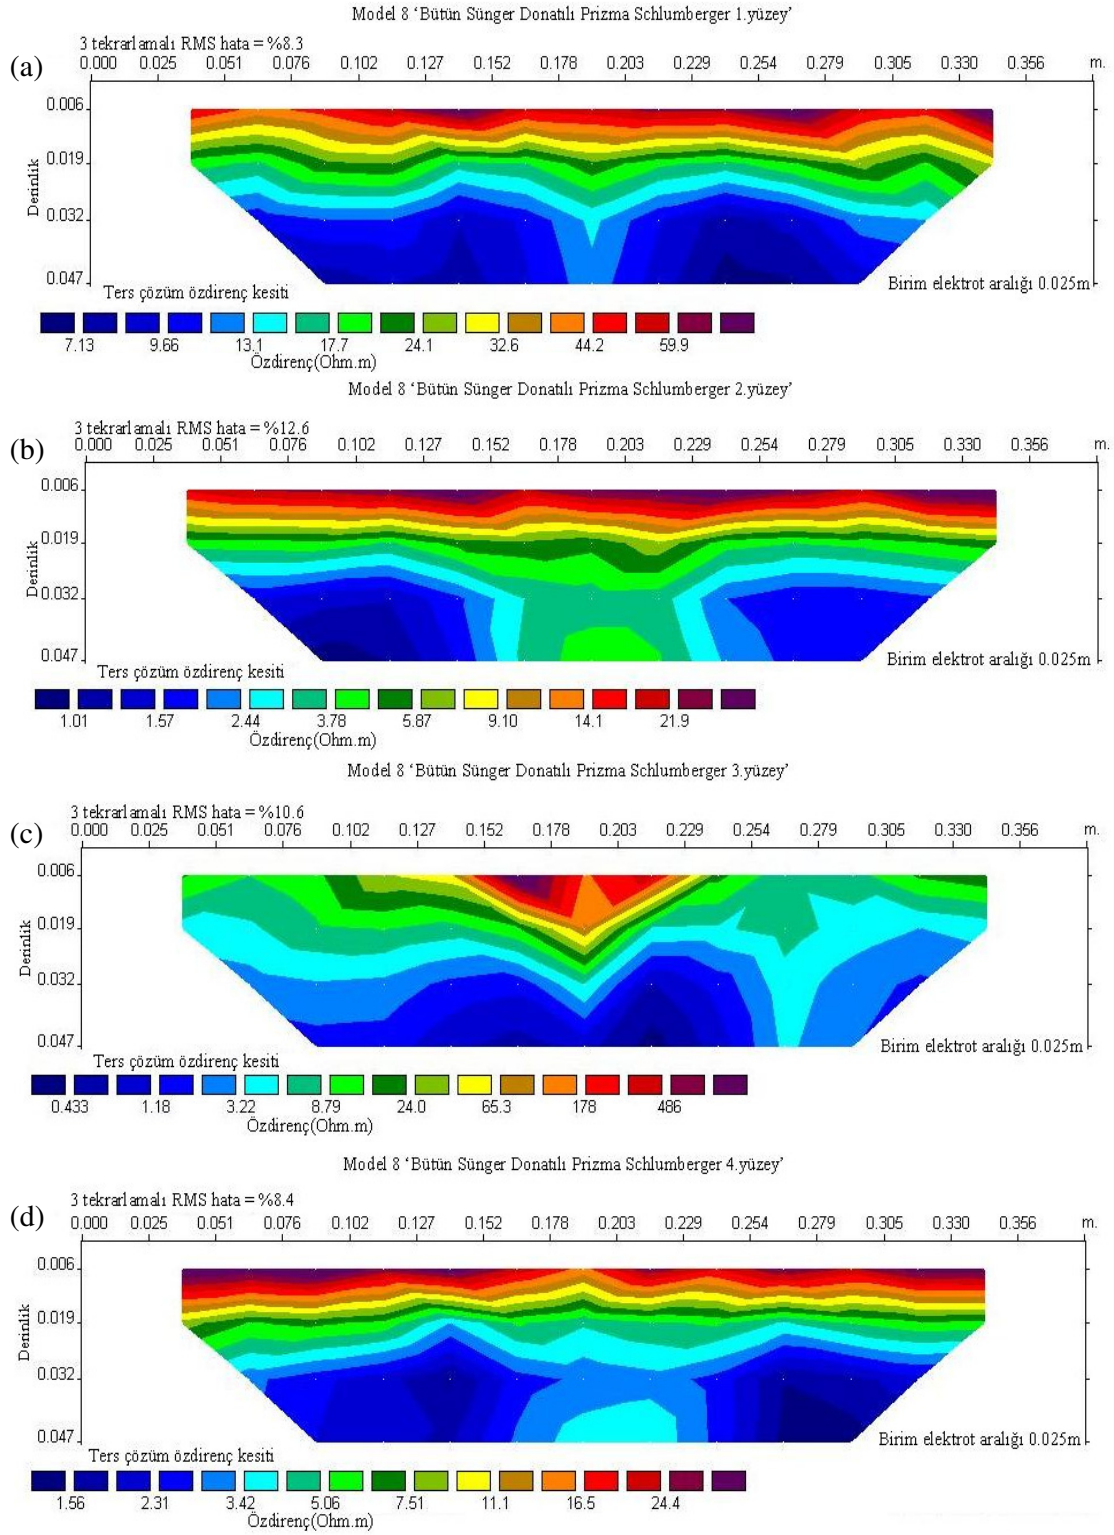 Model 8 ‘Bütün Sünger Donatılı Prizma Schlumberger 1.yüzey’
(a)
3 tekrarlamalı RMS hata = %8.3
0.000 0.025 0.051 0.076 0.102 0.127 0.152 0.178 0.203 0.229 0.254 0.279 0.305 0.330 0.356 m.
0.006
0.019
0.032
0.047
Derinlik
Birim elektrot aralığı 0.025m
Ters çözüm özdirenç kesiti
7.13 9.66 13.1 17.7 24.1 32.6 44.2 59.9
Özdirenç(Ohm.m)
Model 8 ‘Bütün Sünger Donatılı Prizma Schlumberger 2.yüzey’
(b)
3 tekrarlamalı RMS hata = %12.6
0.000 0.025 0.051 0.076 0.102 0.127 0.152 0.178 0.203 0.229 0.254 0.279 0.305 0.330 0.356 m.
0.006
0.019
0.032
0.047
Derinlik
Birim elektrot aralığı 0.025m
Ters çözüm özdirenç kesiti
1.01 1.57 2.44 3.78 5.87 9.10 14.1 21.9
Özdirenç(Ohm.m)
Model 8 ‘Bütün Sünger Donatılı Prizma Schlumberger 3.yüzey’
(c)
3 tekrarlamalı RMS hata = %10.6
0.000 0.025 0.051 0.076 0.102 0.127 0.152 0.178 0.203 0.229 0.254 0.279 0.305 0.330 0.356 m.
0.006
0.019
0.032
0.047
Derinlik
Birim elektrot aralığı 0.025m
Ters çözüm özdirenç kesiti
0.433 1.18 3.22 8.79 24.0 65.3 178 486
Özdirenç(Ohm.m)
Model 8 ‘Bütün Sünger Donatılı Prizma Schlumberger 4.yüzey’
(d)
3 tekrarlamalı RMS hata = %8.4
0.000 0.025 0.051 0.076 0.102 0.127 0.152 0.178 0.203 0.229 0.254 0.279 0.305 0.330 0.356 m.
0.006
0.019
0.032
0.047
Derinlik
Birim elektrot aralığı 0.025m
Ters çözüm özdirenç kesiti
1.56 2.31 3.42 5.06 7.51 11.1 16.5 24.4
Özdirenç(Ohm.m)